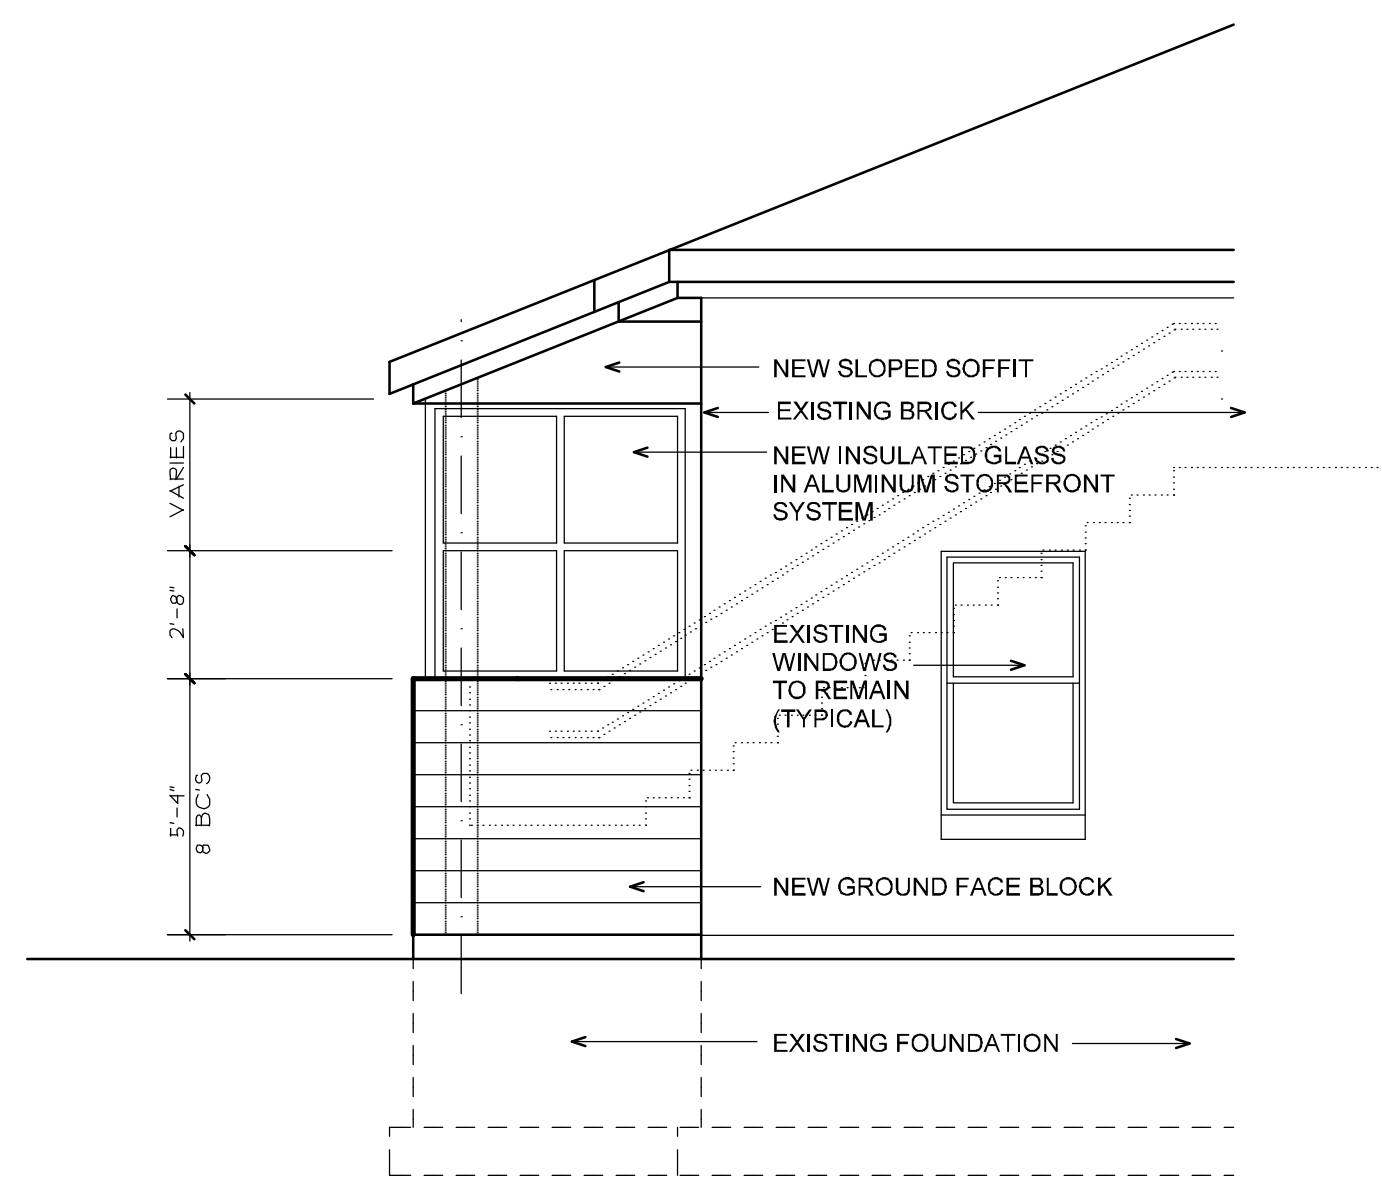 NEW SLOPED SOFFIT
EXISTING BRICK
NEW INSULATED GLASS
IN ALUMINUM STOREFRONT
SYSTEM
VARIES
2'-8"
EXISTING
WINDOWS
TO REMAIN
(TYPICAL)
5'-4"
8 BC'S
NEW GROUND FACE BLOCK
EXISTING FOUNDATION